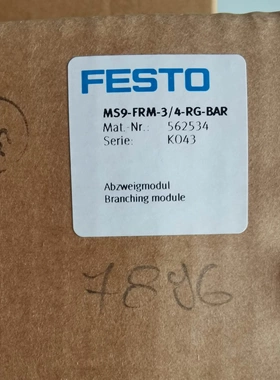 FESTO
MS9-FRM-3/4-RG-BAR
Mat.-Nr.: 562534
Serie: K043
Abzweigmodul
Branching module
7896